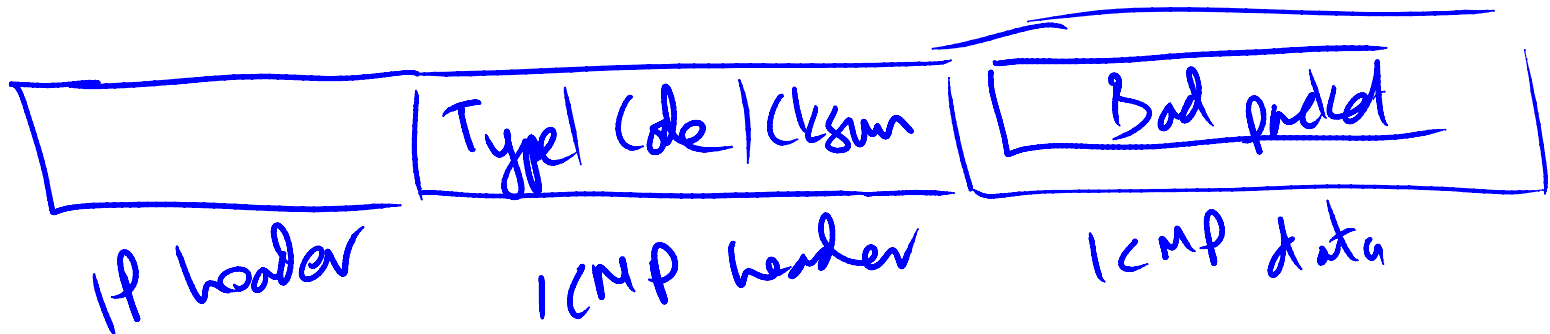 Type | Code | Cksum Bad packet
IP header ICMP header ICMP data